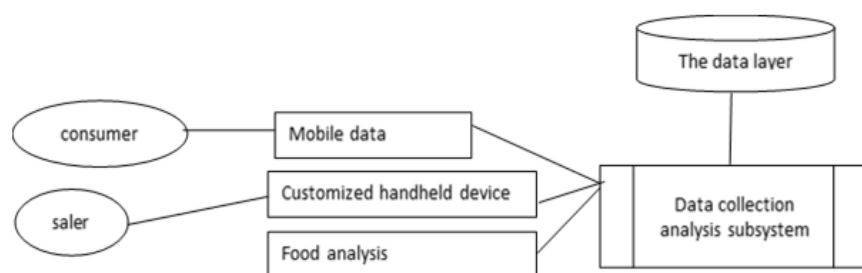 The data layer
consumer
Mobile data
Customized handheld device
saler
Data collection
analysis subsystem
Food analysis